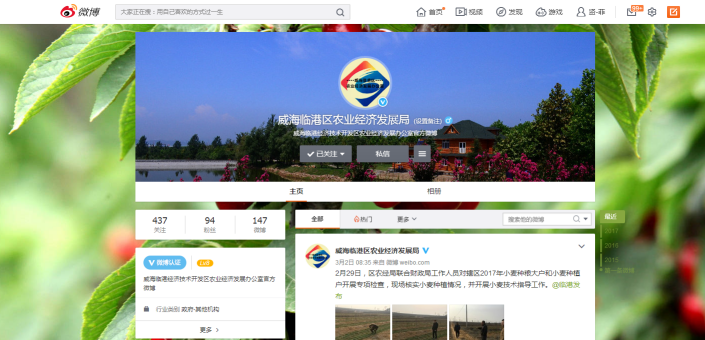 微博
大家正在搜：用自己喜欢的方式过一生
首页
视频
发现
游戏
99+
威海临港区农业经济发展局 (设置备注)
威海临港经济技术开发区农业经济发展办公室官方微博
已关注
私信
主页
相册
437
关注
94
粉丝
147
微博
微博认证
威海临港经济技术开发区农业经济发展办公室官方
微博
行业类别 政府-其他机构
更多 >
全部
热门
更多
搜索他的微博
威海临港区农业经济发展局
3月2日 08:35 来自 微博 weibo.com
2月29日，区农经局联合财政局工作人员对辖区2017年小麦种粮大户和小麦种植
户开展专项检查，现场核实小麦种植情况，并开展小麦技术指导工作。@临港发
布
最近
2017
2016
2015